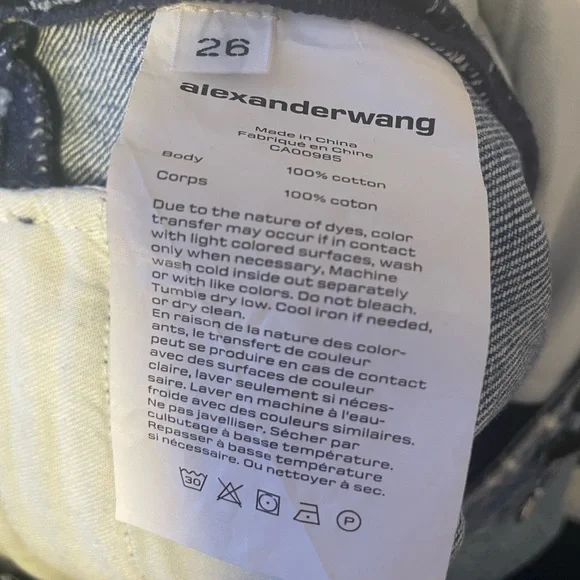 26
alexanderwang
Made in China
Fabriqué en Chine
CA00985
Body 100% cotton
Corps 100% coton
Due to the nature of dyes, color
transfer may occur if in contact
with light colored surfaces, wash
only when necessary, Machine
wash cold inside out separately
or with like colors. Do not bleach.
Tumble dry low. Cool iron if needed,
or dry clean.
En raison de la nature des color-
ants, le transfert de couleur
peut se produire en cas de contact
avec des surfaces de couleur
claire, laver seulement si néces-
saire. Laver en machine à l'eau-
froide avec des couleurs similaires.
Ne pas javelliser. Sécher par
culbutage à basse température.
Repasser à basse température
si nécessaire. Ou nettoyer à sec.
30 P